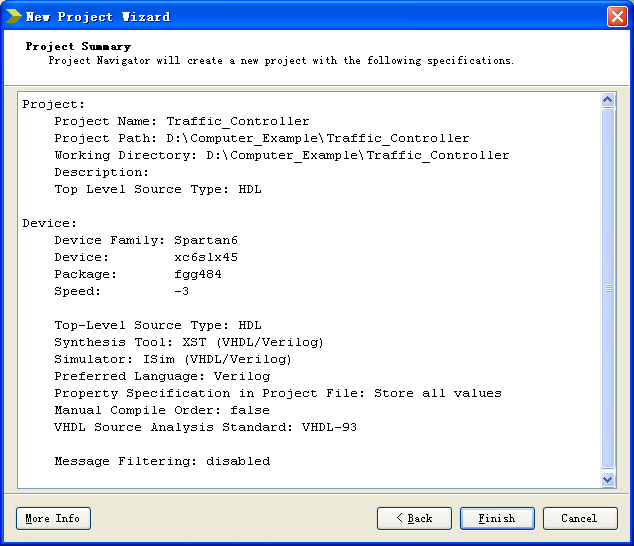 New Project Wizard
Project Summary
Project Navigator will create a new project with the following specifications.
Project:
Project Name: Traffic_Controller
Project Path: D:\Computer_Example\Traffic_Controller
Working Directory: D:\Computer_Example\Traffic_Controller
Description:
Top Level Source Type: HDL
Device:
Device Family: Spartan6
Device: xc6slx45
Package: fgg484
Speed: -3
Top-Level Source Type: HDL
Synthesis Tool: XST (VHDL/Verilog)
Simulator: ISim (VHDL/Verilog)
Preferred Language: Verilog
Property Specification in Project File: Store all values
Manual Compile Order: false
VHDL Source Analysis Standard: VHDL-93
Message Filtering: disabled
More Info < Back Finish Cancel